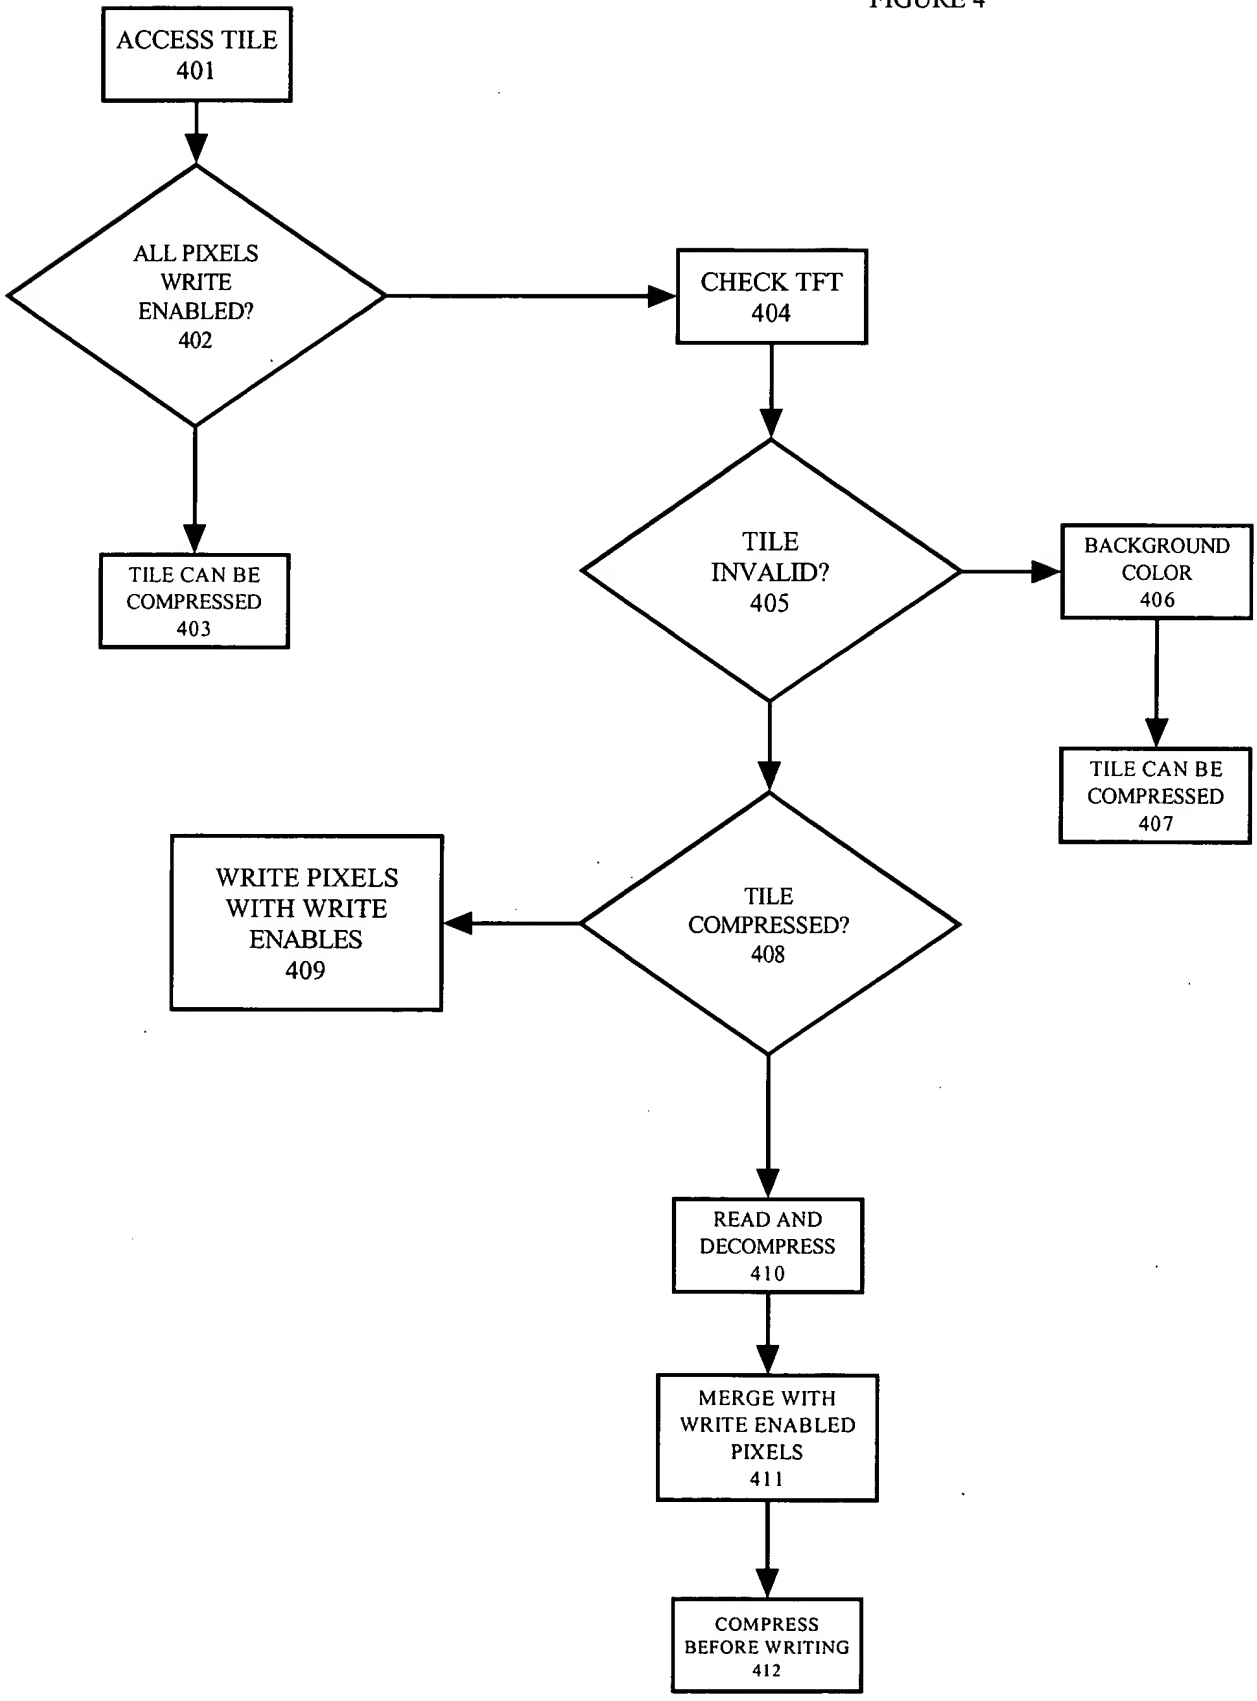 FIGURE 4
ACCESS TILE
401
ALL PIXELS
WRITE
ENABLED?
402
CHECK TFT
404
TILE CAN BE
COMPRESSED
403
TILE
INVALID?
405
BACKGROUND
COLOR
406
TILE CAN BE
COMPRESSED
407
WRITE PIXELS
WITH WRITE
ENABLES
409
TILE
COMPRESSED?
408
READ AND
DECOMPRESS
410
MERGE WITH
WRITE ENABLED
PIXELS
411
COMPRESS
BEFORE WRITING
412